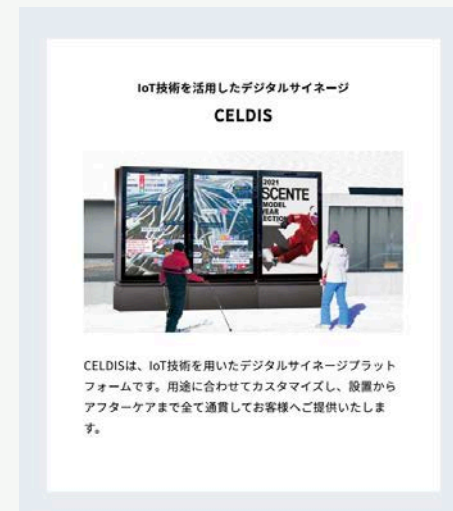 IoT技術を活用したデジタルサイネージ
CELDIS
2021
SCENTE
MODEL
YEAR
ECTION
CELDISは、IoT技術を用いたデジタルサイネージプラット
フォームです。用途に合わせてカスタマイズし、設置から
アフターケアまで全て通貫してお客様へご提供いたしま
す。